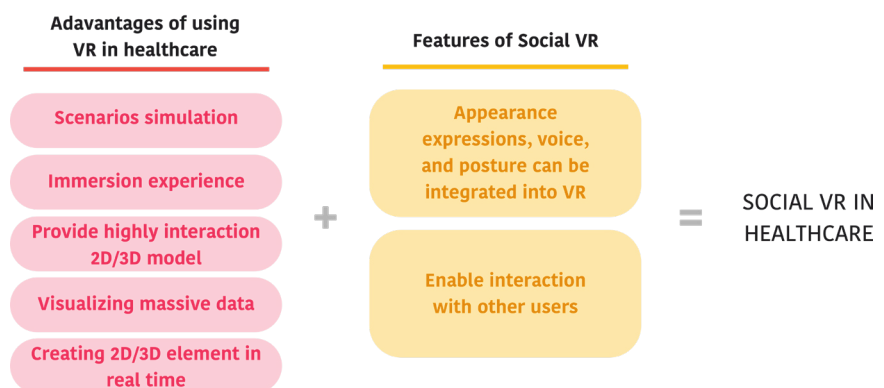 Adavantages of using
VR in healthcare
Scenarios simulation
Immersion experience
Provide highly interaction
2D/3D model
Visualizing massive data
Creating 2D/3D element in
real time
+
Features of Social VR
Appearance
expressions, voice,
and posture can be
integrated into VR
Enable interaction
with other users
=
SOCIAL VR IN
HEALTHCARE